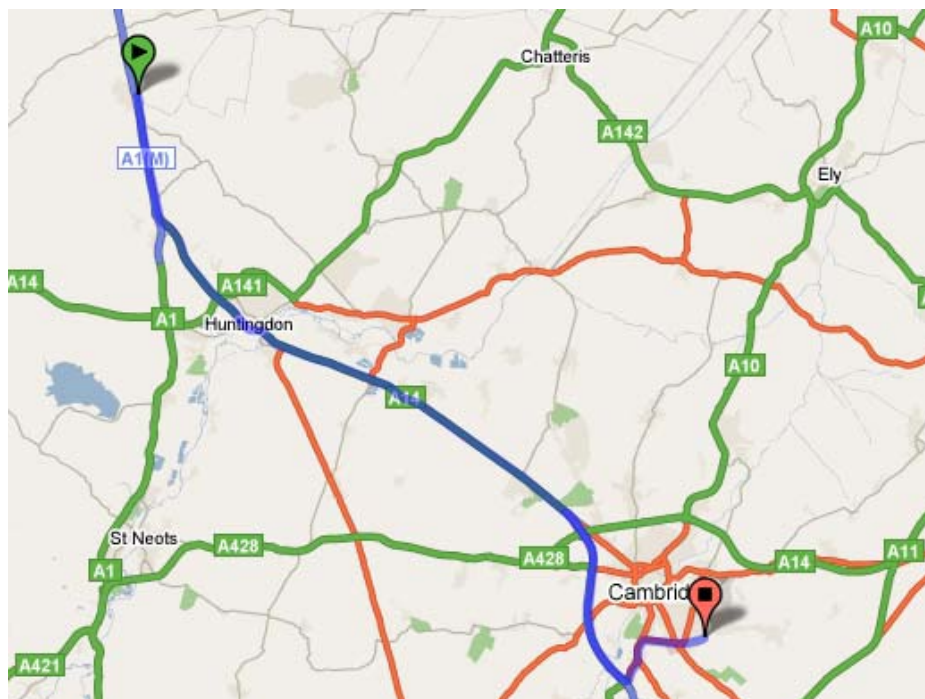 A10
Chatteris
A142
A1(M)
Ely
A14
A141
A1
Huntingdon
A10
A14
St Neots
A428
A428
A14
A11
A1
Cambrid
A421